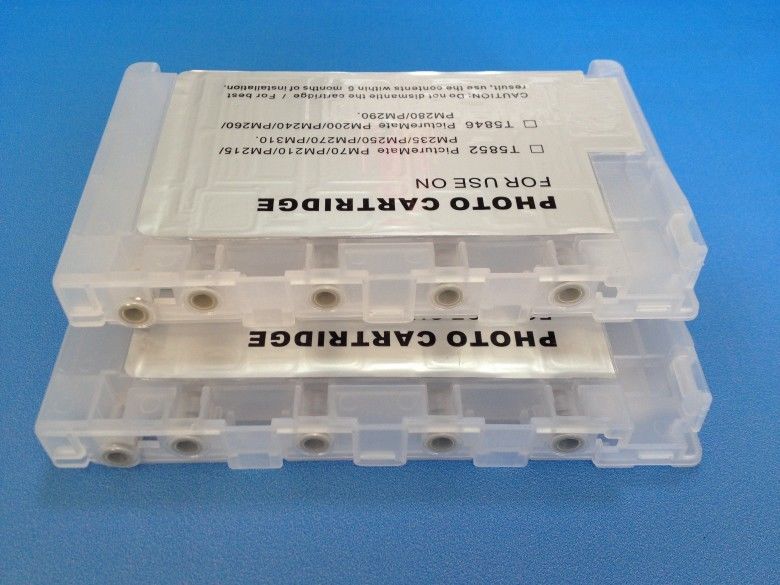 PHOTO CARTRIDGE
FOR USE ON
☐ T5852 PictureMate PM70/PM210/PM215/
PM235/PM250/PM270/PM310.
☐ T5846 PictureMate PM200/PM240/PM260/
PM280/PM290.
CAUTION: Do not dismantle the cartridge / For best
result, use the contents within 6 months of installation.
PHOTO CARTRIDGE